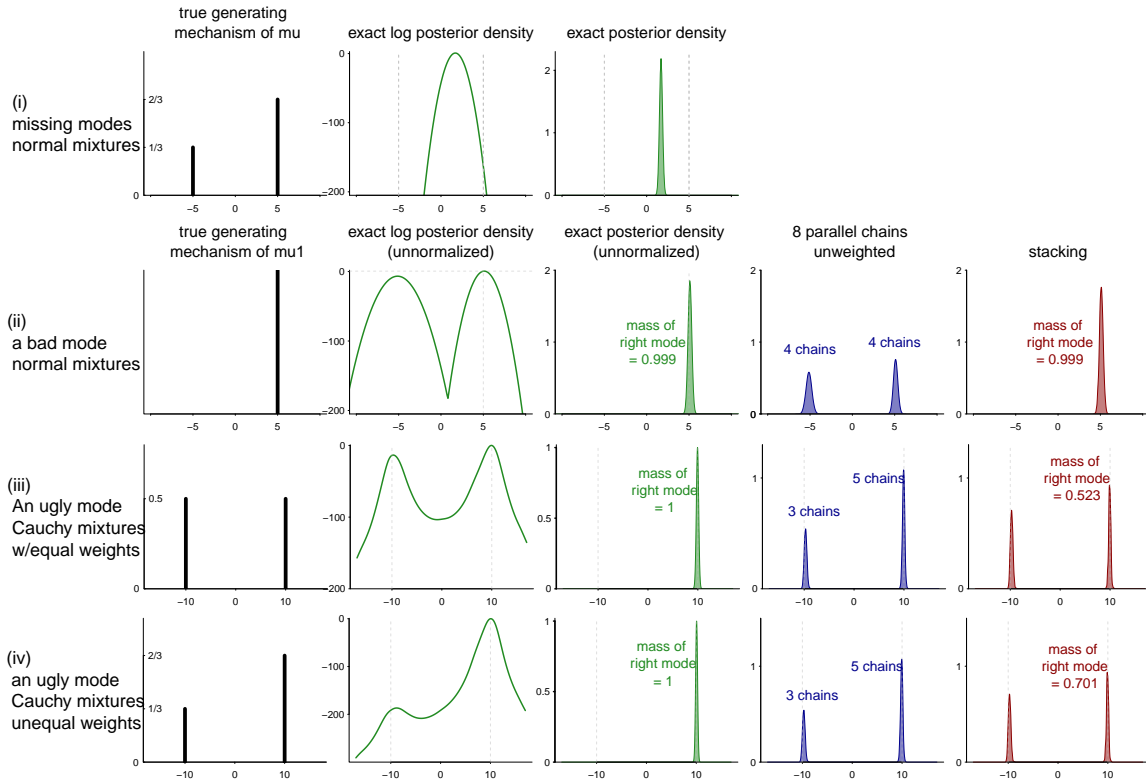 true generating
mechanism of mu
exact log posterior density
exact posterior density
(i)
missing modes
normal mixtures
2/3
1/3
0
−5 0 5
0
−100
−200
−5 0 5
2
1
0
−5 0 5
true generating
mechanism of mu1
exact log posterior density
(unnormalized)
exact posterior density
(unnormalized)
8 parallel chains
unweighted
stacking
(ii)
a bad mode
normal mixtures
0
−5 0 5
0
−100
−200
−5 0 5
2
1
0
mass of
right mode
= 0.999
−5 0 5
2
1
0
4 chains
4 chains
−5 0 5
2
1
0
mass of
right mode
= 0.999
−5 0 5
(iii)
An ugly mode
Cauchy mixtures
w/equal weights
0.5
0
−10 0 10
0
−100
−200
−10 0 10
1
0.5
0
mass of
right mode
= 1
−10 0 10
1
0
3 chains
5 chains
−10 0 10
1
0
mass of
right mode
= 0.523
−10 0 10
(iv)
an ugly mode
Cauchy mixtures
unequal weights
2/3
1/3
0
−10 0 10
0
−100
−200
−10 0 10
1
0.5
0
mass of
right mode
= 1
−10 0 10
1
0
3 chains
5 chains
−10 0 10
1
0
mass of
right mode
= 0.701
−10 0 10